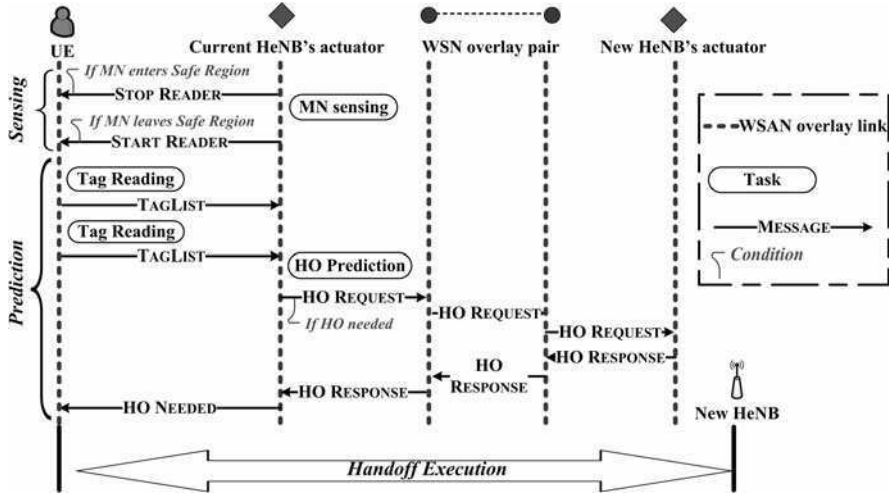 UE
Current HeNB's actuator
WSN overlay pair
New HeNB's actuator
Sensing
If MN enters Safe Region
STOP READER
MN sensing
If MN leaves Safe Region
START READER
WSAN overlay link
Task
MESSAGE
Condition
Prediction
Tag Reading
TAGLIST
Tag Reading
TAGLIST
HO Prediction
HO REQUEST
If HO needed
HO REQUEST
HO REQUEST
HO RESPONSE
HO
RESPONSE
HO RESPONSE
HO NEEDED
New HeNB
Handoff Execution